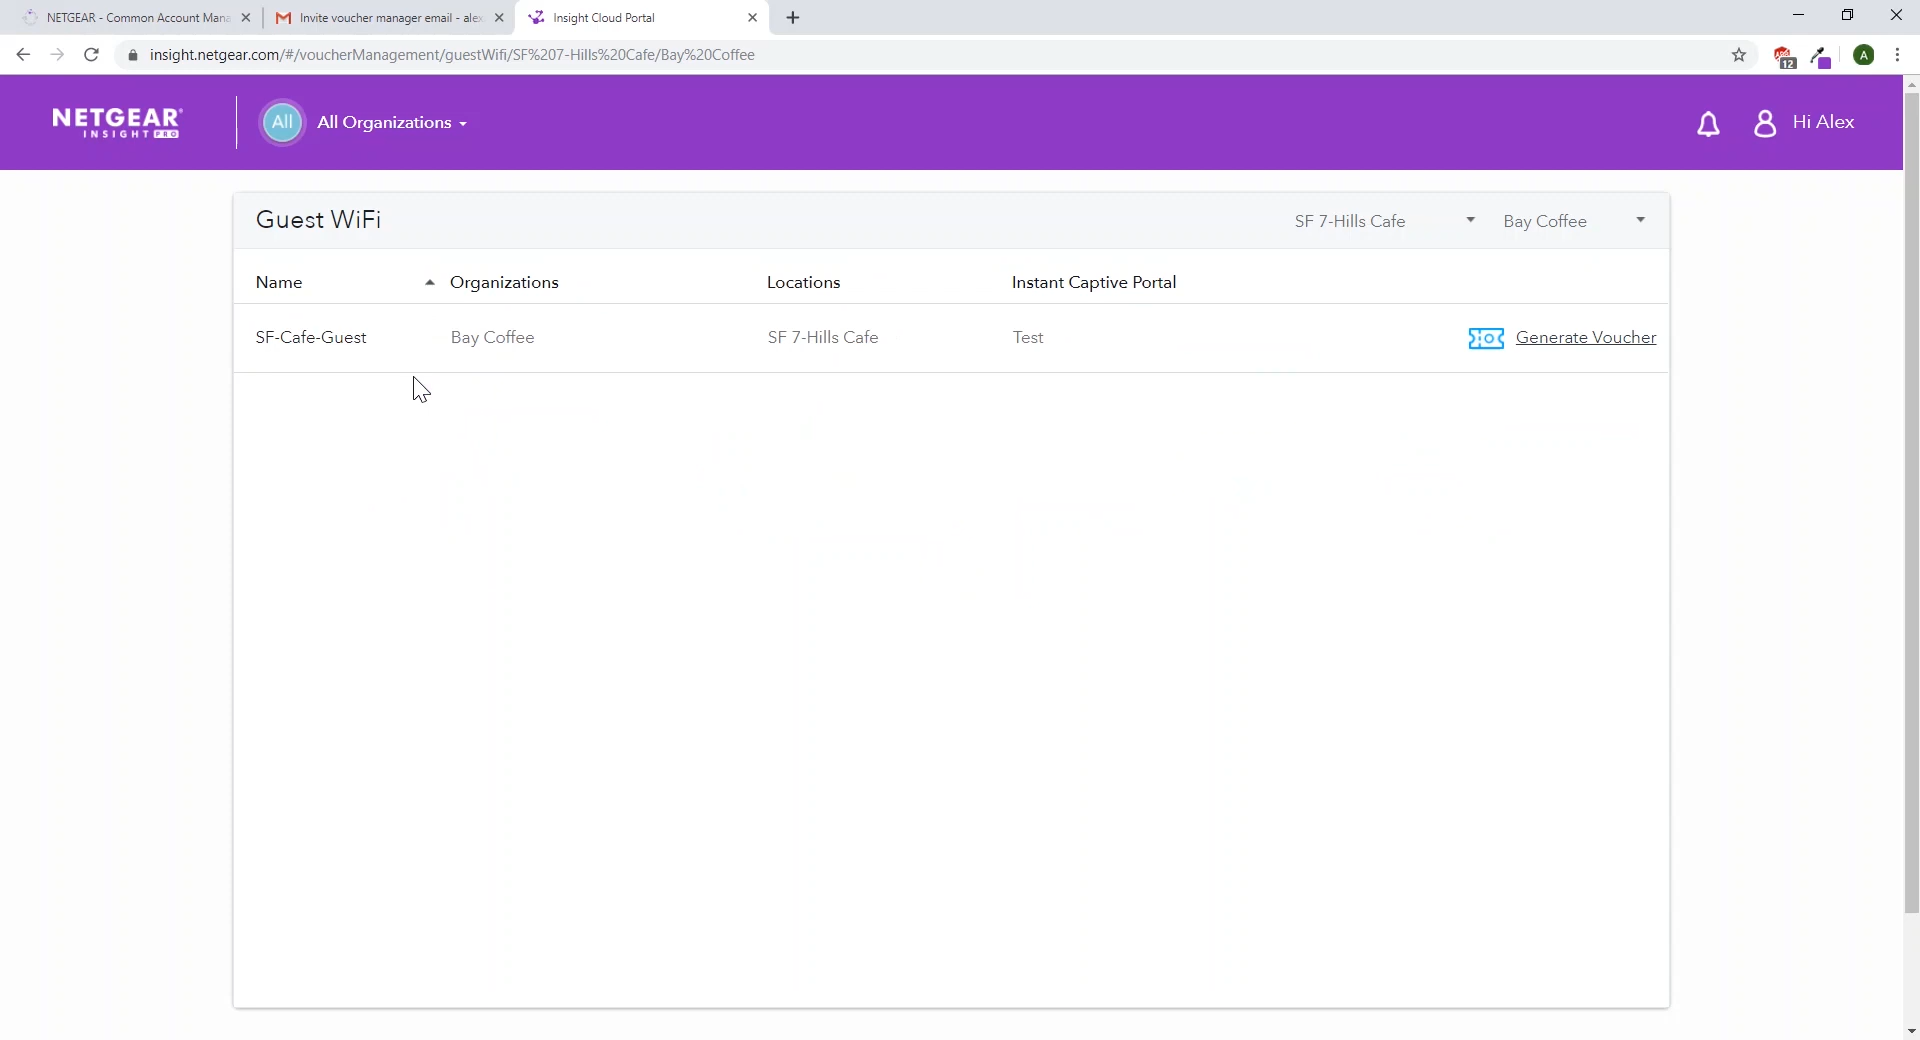 NETGEAR - Common Account Mana
Invite voucher manager email - alex
Insight Cloud Portal
insight.netgear.com/#/voucherManagement/guestWifi/SF%207-Hills%20Cafe/Bay%20Coffee
12
A
NETGEAR
INSIGHT PRO
All
All Organizations
Hi Alex
Guest WiFi
SF 7-Hills Cafe
Bay Coffee
Name
Organizations
Locations
Instant Captive Portal
SF-Cafe-Guest
Bay Coffee
SF 7-Hills Cafe
Test
Generate Voucher